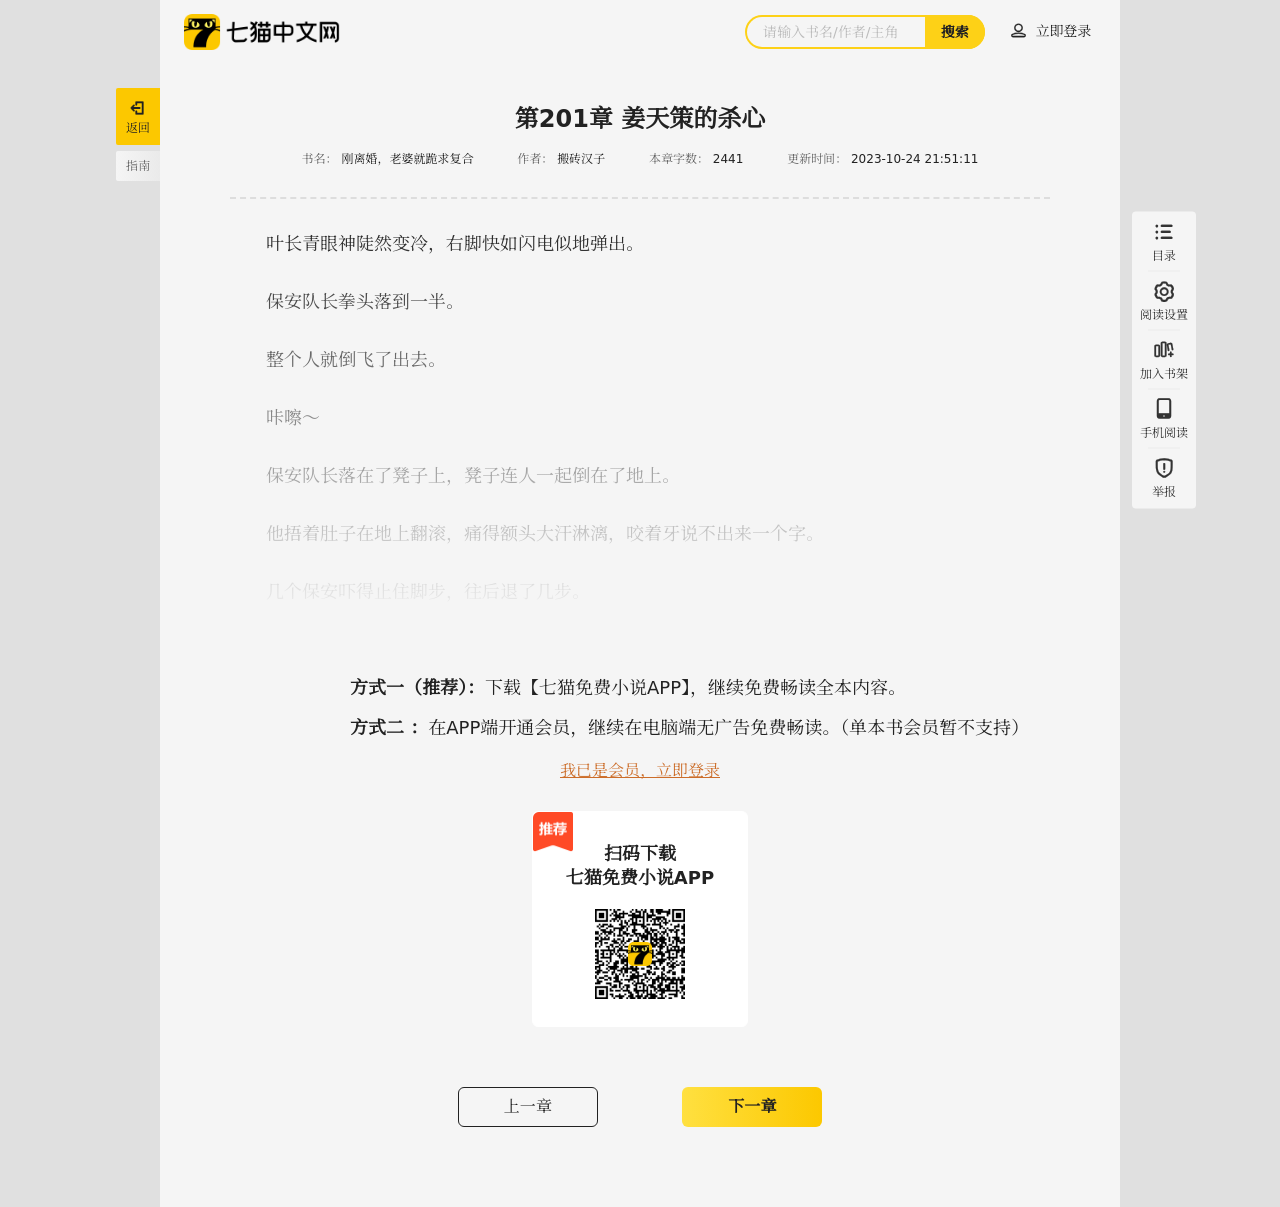 七猫中文网
请输入书名/作者/主角
搜索
立即登录
返回
指南
第201章 姜天策的杀心
书名： 刚离婚，老婆就跪求复合 作者： 搬砖汉子 本章字数： 2441 更新时间： 2023-10-24 21:51:11
叶长青眼神陡然变冷，右脚快如闪电似地弹出。
保安队长拳头落到一半。
整个人就倒飞了出去。
咔嚓～
保安队长落在了凳子上，凳子连人一起倒在了地上。
他捂着肚子在地上翻滚，痛得额头大汗淋漓，咬着牙说不出来一个字。
几个保安吓得止住脚步，往后退了几步。
目录
阅读设置
加入书架
手机阅读
举报
方式一（推荐）：下载【七猫免费小说APP】，继续免费畅读全本内容。
方式二 ：在APP端开通会员，继续在电脑端无广告免费畅读。（单本书会员暂不支持）
我已是会员，立即登录
推荐
扫码下载
七猫免费小说APP
上一章
下一章